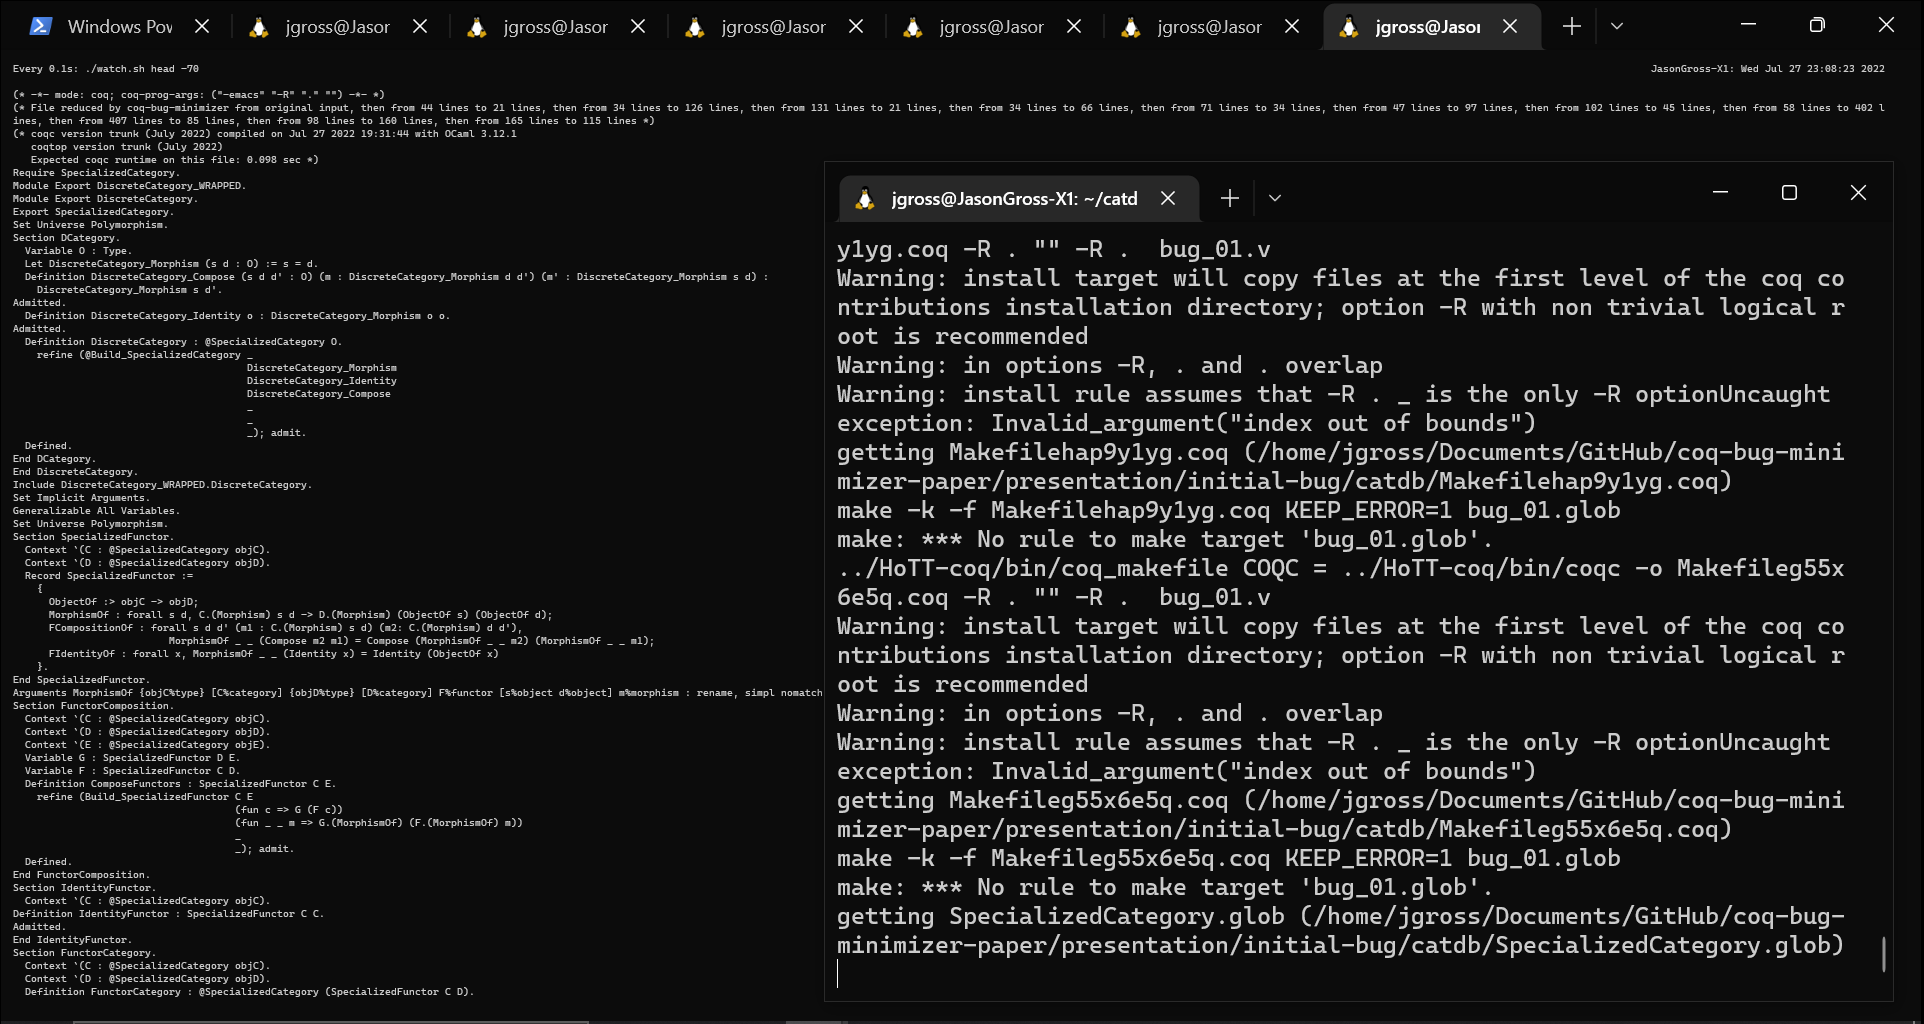 Windows Pov
jgross@Jasor
jgross@Jasor
jgross@Jasor
jgross@Jasor
jgross@Jasor
jgross@Jasor
Every 0.1s: ./watch.sh head -70
JasonGross-X1: Wed Jul 27 23:08:23 2022
(* -*- mode: coq; coq-prog-args: ("-emacs" "-R" "." "") -*- *)
(* File reduced by coq-bug-minimizer from original input, then from 44 lines to 21 lines, then from 34 lines to 126 lines, then from 131 lines to 21 lines, then from 34 lines to 66 lines, then from 71 lines to 34 lines, then from 47 lines to 97 lines, then from 102 lines to 45 lines, then from 58 lines to 402 l
ines, then from 407 lines to 85 lines, then from 98 lines to 160 lines, then from 165 lines to 115 lines *)
(* coqc version trunk (July 2022) compiled on Jul 27 2022 19:31:44 with OCaml 3.12.1
   coqtop version trunk (July 2022)
   Expected coqc runtime on this file: 0.098 sec *)
Require SpecializedCategory.
Module Export DiscreteCategory_WRAPPED.
Module Export DiscreteCategory.
Export SpecializedCategory.
Set Universe Polymorphism.
Section DCategory.
  Variable O : Type.
  Let DiscreteCategory_Morphism (s d : O) := s = d.
  Definition DiscreteCategory_Compose (s d d' : O) (m : DiscreteCategory_Morphism d d') (m' : DiscreteCategory_Morphism s d) :
    DiscreteCategory_Morphism s d'.
Admitted.
  Definition DiscreteCategory_Identity o : DiscreteCategory_Morphism o o.
Admitted.
  Definition DiscreteCategory : @SpecializedCategory O.
    refine (@Build_SpecializedCategory _
                                       DiscreteCategory_Morphism
                                       DiscreteCategory_Identity
                                       DiscreteCategory_Compose
                                       _
                                       _
                                       _); admit.
  Defined.
End DCategory.
End DiscreteCategory.
Include DiscreteCategory_WRAPPED.DiscreteCategory.
Set Implicit Arguments.
Generalizable All Variables.
Set Universe Polymorphism.
Section SpecializedFunctor.
  Context `(C : @SpecializedCategory objC).
  Context `(D : @SpecializedCategory objD).
  Record SpecializedFunctor :=
    {
      ObjectOf :> objC -> objD;
      MorphismOf : forall s d, C.(Morphism) s d -> D.(Morphism) (ObjectOf s) (ObjectOf d);
      FCompositionOf : forall s d d' (m1 : C.(Morphism) s d) (m2: C.(Morphism) d d'),
                          MorphismOf _ _ (Compose m2 m1) = Compose (MorphismOf _ _ m2) (MorphismOf _ _ m1);
      FIdentityOf : forall x, MorphismOf _ _ (Identity x) = Identity (ObjectOf x)
    }.
End SpecializedFunctor.
Arguments MorphismOf {objC%type} [C%category] {objD%type} [D%category] F%functor [s%object d%object] m%morphism : rename, simpl nomatch
Section FunctorComposition.
  Context `(C : @SpecializedCategory objC).
  Context `(D : @SpecializedCategory objD).
  Context `(E : @SpecializedCategory objE).
  Variable G : SpecializedFunctor D E.
  Variable F : SpecializedFunctor C D.
  Definition ComposeFunctors : SpecializedFunctor C E.
    refine (Build_SpecializedFunctor C E
                                     (fun c => G (F c))
                                     (fun _ _ m => G.(MorphismOf) (F.(MorphismOf) m))
                                     _
                                     _); admit.
  Defined.
End FunctorComposition.
Section IdentityFunctor.
  Context `(C : @SpecializedCategory objC).
Definition IdentityFunctor : SpecializedFunctor C C.
Admitted.
End IdentityFunctor.
Section FunctorCategory.
  Context `(C : @SpecializedCategory objC).
  Context `(D : @SpecializedCategory objD).
  Definition FunctorCategory : @SpecializedCategory (SpecializedFunctor C D).
jgross@JasonGross-X1: ~/catd
y1yg.coq -R . "" -R .  bug_01.v
Warning: install target will copy files at the first level of the coq co
ntributions installation directory; option -R with non trivial logical r
oot is recommended
Warning: in options -R, . and . overlap
Warning: install rule assumes that -R . _ is the only -R optionUncaught
exception: Invalid_argument("index out of bounds")
getting Makefilehap9y1yg.coq (/home/jgross/Documents/GitHub/coq-bug-mini
mizer-paper/presentation/initial-bug/catdb/Makefilehap9y1yg.coq)
make -k -f Makefilehap9y1yg.coq KEEP_ERROR=1 bug_01.glob
make: *** No rule to make target 'bug_01.glob'.
../HoTT-coq/bin/coq_makefile COQC = ../HoTT-coq/bin/coqc -o Makefileg55x
6e5q.coq -R . "" -R .  bug_01.v
Warning: install target will copy files at the first level of the coq co
ntributions installation directory; option -R with non trivial logical r
oot is recommended
Warning: in options -R, . and . overlap
Warning: install rule assumes that -R . _ is the only -R optionUncaught
exception: Invalid_argument("index out of bounds")
getting Makefileg55x6e5q.coq (/home/jgross/Documents/GitHub/coq-bug-mini
mizer-paper/presentation/initial-bug/catdb/Makefileg55x6e5q.coq)
make -k -f Makefileg55x6e5q.coq KEEP_ERROR=1 bug_01.glob
make: *** No rule to make target 'bug_01.glob'.
getting SpecializedCategory.glob (/home/jgross/Documents/GitHub/coq-bug-
minimizer-paper/presentation/initial-bug/catdb/SpecializedCategory.glob)